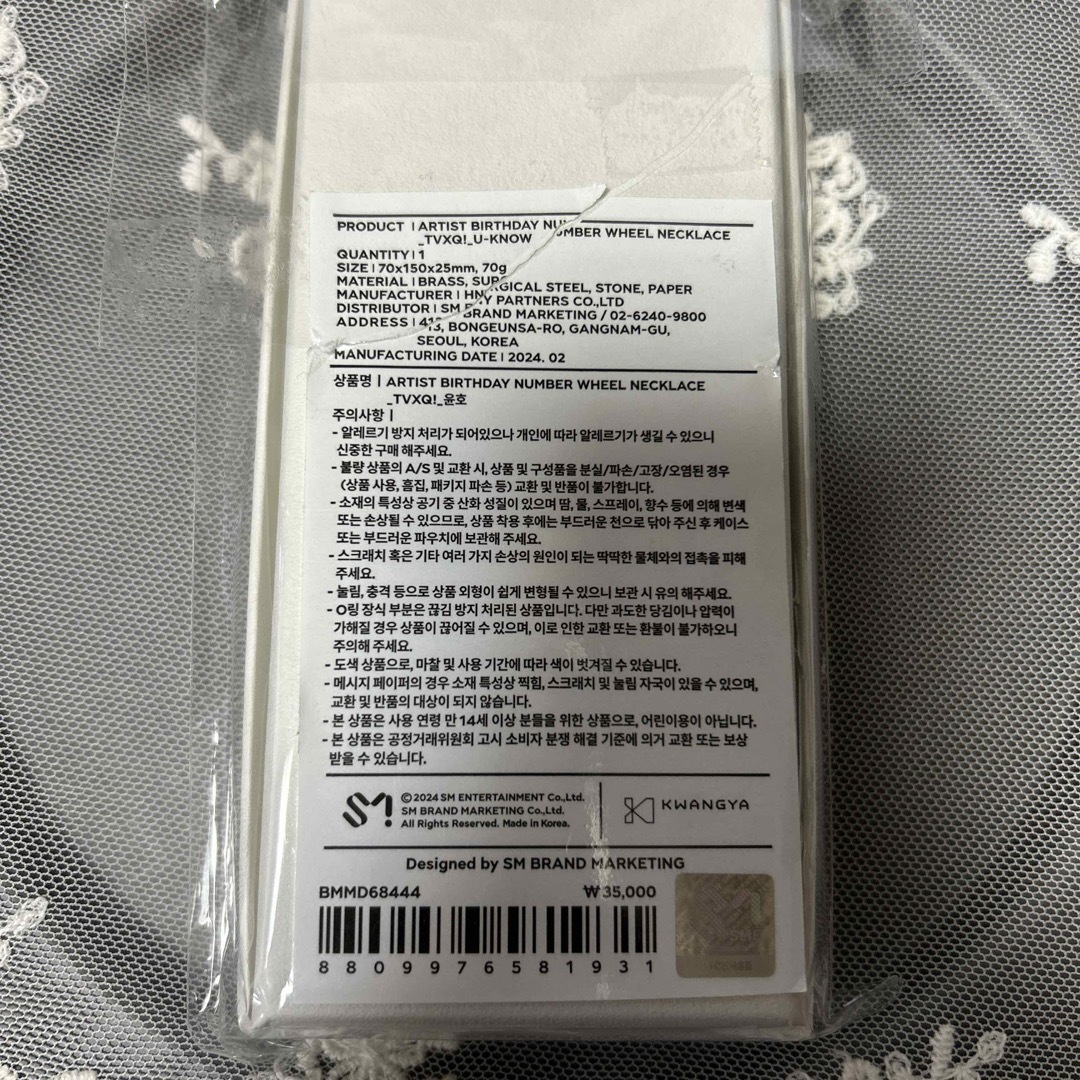 PRODUCT | ARTIST BIRTHDAY NUMBER WHEEL NECKLACE
_TVXQ!_U-KNOW
QUANTITY | 1
SIZE | 70x150x25mm, 70g
MATERIAL | BRASS, SURGICAL STEEL, STONE, PAPER
MANUFACTURER | PARTNERS CO.,LTD
DISTRIBUTOR | SM BRAND MARKETING / 02-6240-9800
ADDRESS | 413, BONGEUNSA-RO, GANGNAM-GU,
SEOUL, KOREA
MANUFACTURING DATE | 2024. 02
상품명 | ARTIST BIRTHDAY NUMBER WHEEL NECKLACE
_TVXQ!_윤호
주의사항 |
- 알레르기 방지 처리가 되어있으나 개인에 따라 알레르기가 생길 수 있으니
신중한 구매 해주세요.
- 불량 상품의 A/S 및 교환 시, 상품 및 구성품을 분실/파손/고장/오염된 경우
(상품 사용, 흠집, 패키지 파손 등) 교환 및 반품이 불가합니다.
- 소재의 특성상 공기 중 산화 성질이 있으며 땀, 물, 스프레이, 향수 등에 의해 변색
또는 손상될 수 있으므로, 상품 착용 후에는 부드러운 천으로 닦아 주신 후 케이스
또는 부드러운 파우치에 보관해 주세요.
- 스크래치 혹은 기타 여러 가지 손상의 원인이 되는 딱딱한 물체와의 접촉을 피해
주세요.
- 눌림, 충격 등으로 상품 외형이 쉽게 변형될 수 있으니 보관 시 유의 해주세요.
- O링 장식 부분은 끊김 방지 처리된 상품입니다. 다만 과도한 당김이나 압력이
가해질 경우 상품이 끊어질 수 있으며, 이로 인한 교환 또는 환불이 불가하오니
주의해 주세요.
- 도색 상품으로, 마찰 및 사용 기간에 따라 색이 벗겨질 수 있습니다.
- 메시지 페이퍼의 경우 소재 특성상 찍힘, 스크래치 및 눌림 자국이 있을 수 있으며,
교환 및 반품의 대상이 되지 않습니다.
- 본 상품은 사용 연령 만 14세 이상 분들을 위한 상품으로, 어린이용이 아닙니다.
- 본 상품은 공정거래위원회 고시 소비자 분쟁 해결 기준에 의거 교환 또는 보상
받을 수 있습니다.
SM! © 2024 SM ENTERTAINMENT Co.,Ltd.
SM BRAND MARKETING Co.,Ltd.
All Rights Reserved. Made in Korea.
KWANGYA
Designed by SM BRAND MARKETING
BMMD68444 ₩35,000
8809976581931